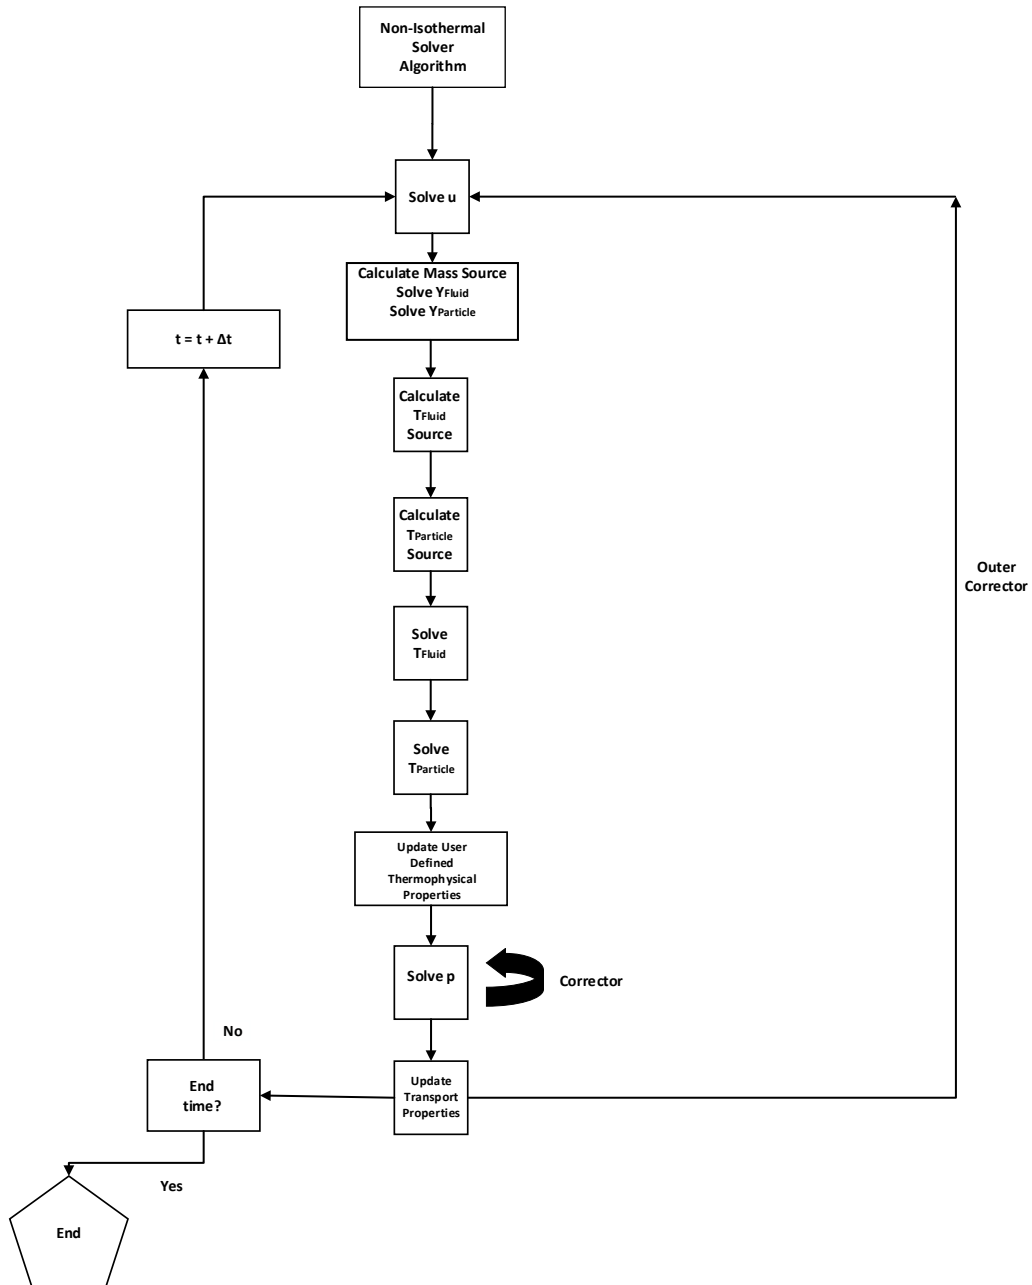 Non-Isothermal
Solver
Algorithm
Solve u
Calculate Mass Source
Solve YFluid
Solve YParticle
t = t + Δt
Calculate
TFluid
Source
Calculate
TParticle
Source
Outer
Corrector
Solve
TFluid
Solve
TParticle
Update User
Defined
Thermophysical
Properties
Solve p
Corrector
No
End
time?
Update
Transport
Properties
Yes
End